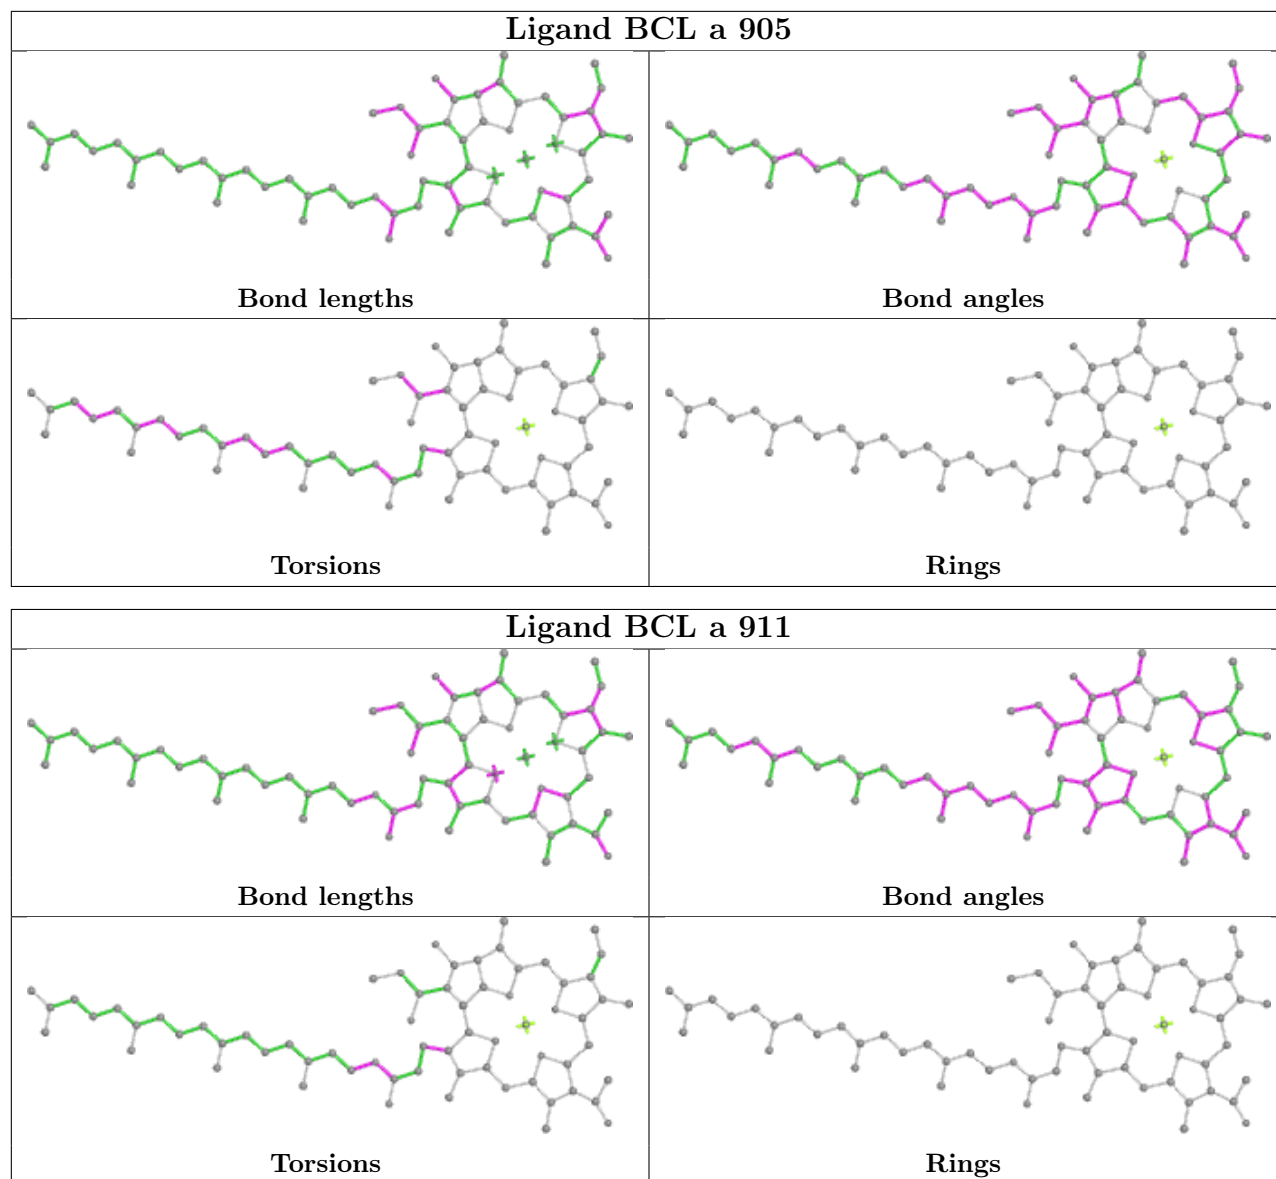 Ligand BCL a 905
Bond lengths
Bond angles
Torsions
Rings
Ligand BCL a 911
Bond lengths
Bond angles
Torsions
Rings